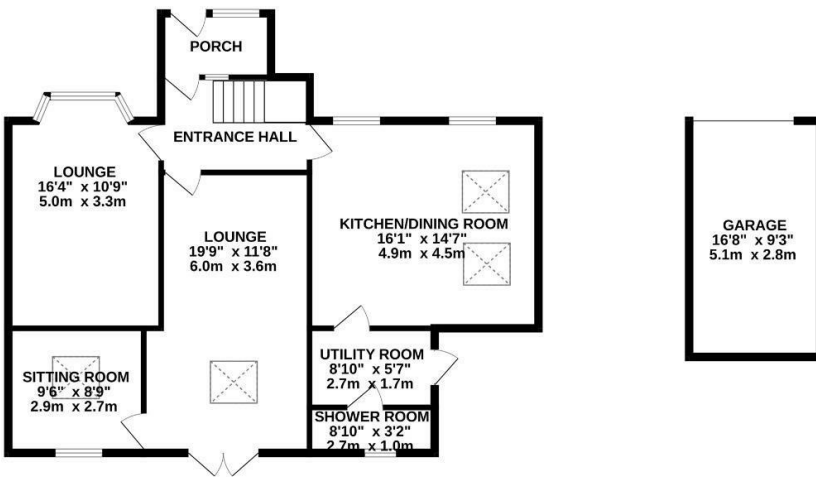 PORCH
ENTRANCE HALL
LOUNGE
16'4" x 10'9"
5.0m x 3.3m
LOUNGE
19'9" x 11'8"
6.0m x 3.6m
KITCHEN/DINING ROOM
16'1" x 14'7"
4.9m x 4.5m
GARAGE
16'8" x 9'3"
5.1m x 2.8m
SITTING ROOM
9'6" x 8'9"
2.9m x 2.7m
UTILITY ROOM
8'10" x 5'7"
2.7m x 1.7m
SHOWER ROOM
8'10" x 3'2"
2.7m x 1.0m